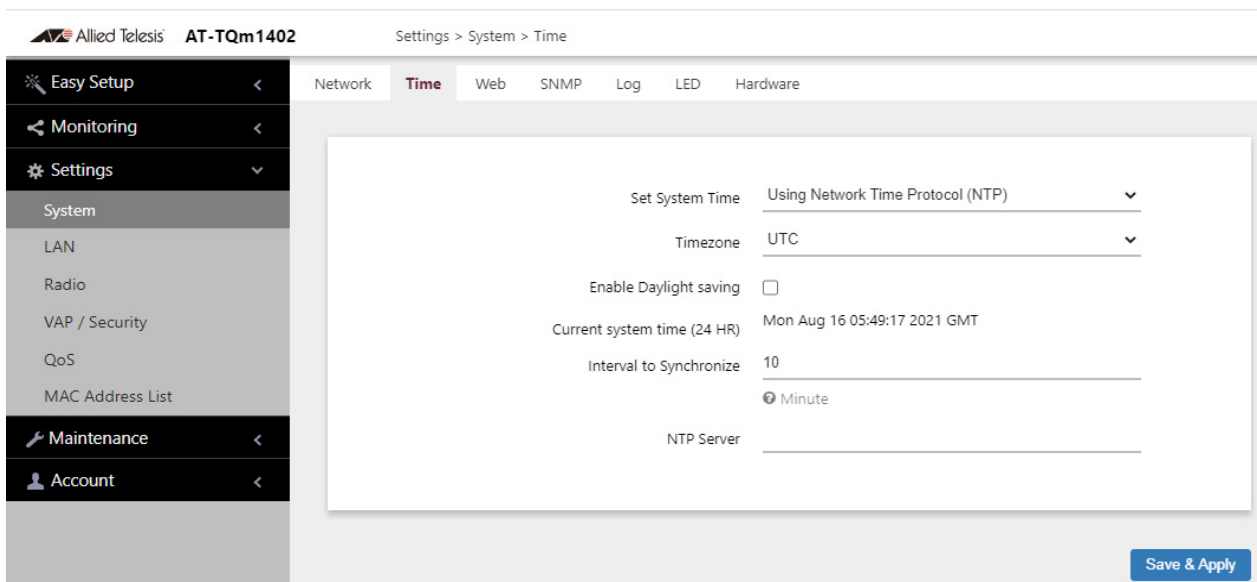 Allied Telesis AT-TQm1402 Settings > System > Time
Easy Setup
Monitoring
Settings
System
LAN
Radio
VAP / Security
QoS
MAC Address List
Maintenance
Account
Network Time Web SNMP Log LED Hardware
Set System Time Using Network Time Protocol (NTP)
Timezone UTC
Enable Daylight saving
Current system time (24 HR) Mon Aug 16 05:49:17 2021 GMT
Interval to Synchronize 10
Minute
NTP Server
Save & Apply